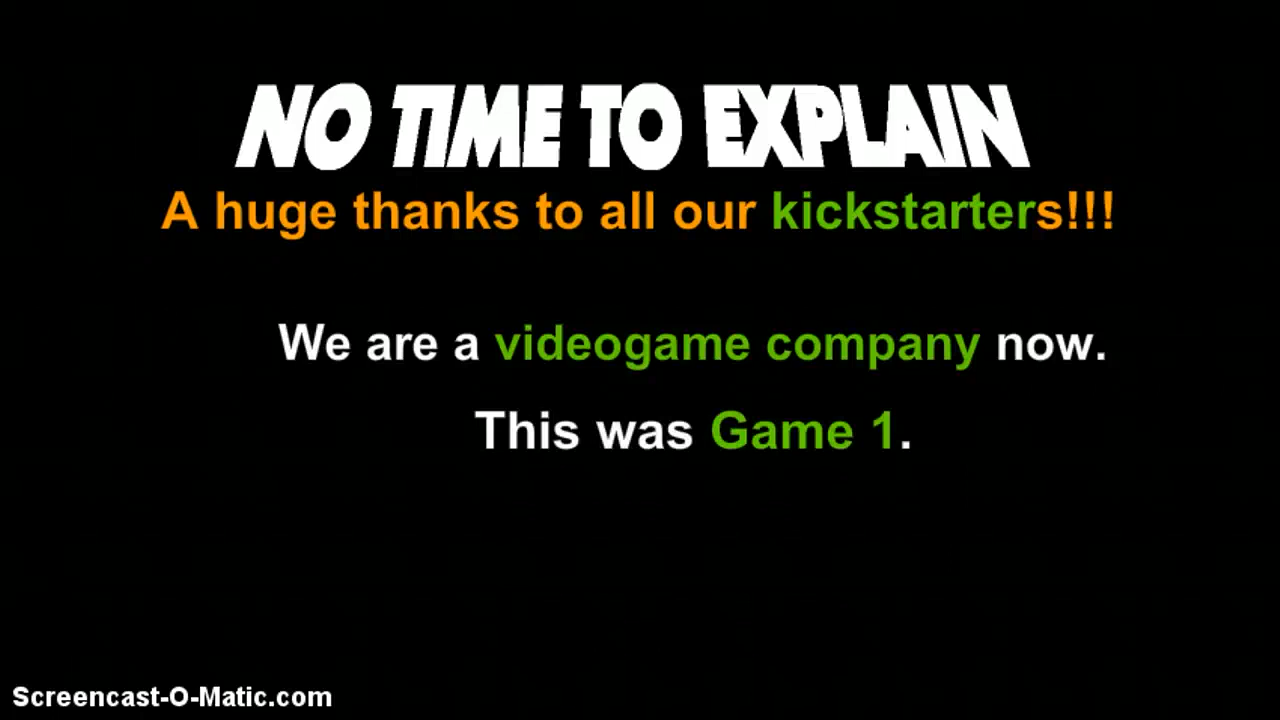 NO TIME TO EXPLAIN
A huge thanks to all our kickstarters!!!
We are a videogame company now.
This was Game 1.
Screencast-O-Matic.com